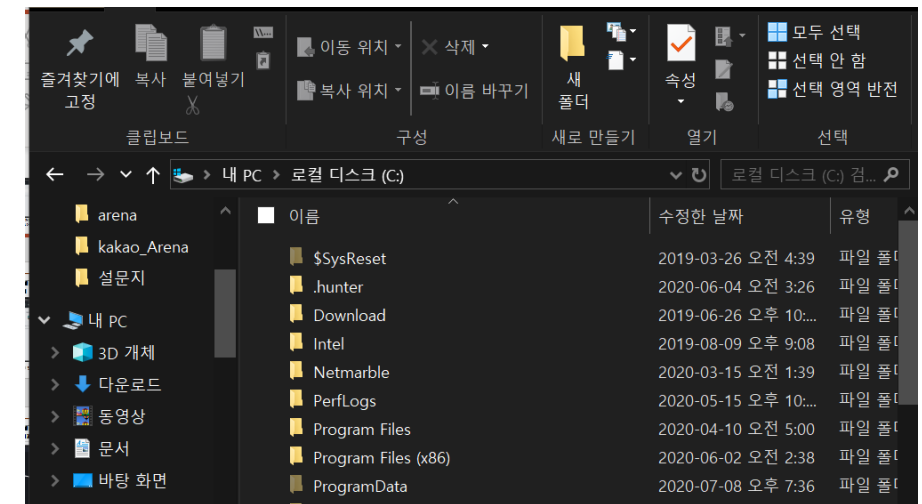 즐겨찾기에 고정
복사
붙여넣기
이동 위치
복사 위치
삭제
이름 바꾸기
새 폴더
속성
모두 선택
선택 안 함
선택 영역 반전
클립보드
구성
새로 만들기
열기
선택
내 PC > 로컬 디스크 (C:)
로컬 디스크 (C:) 검...
arena
kakao_Arena
설문지
내 PC
3D 개체
다운로드
동영상
문서
바탕 화면
이름 수정한 날짜 유형
$SysReset 2019-03-26 오전 4:39 파일 폴더
.hunter 2020-06-04 오전 3:26 파일 폴더
Download 2019-06-26 오후 10:... 파일 폴더
Intel 2019-08-09 오후 9:08 파일 폴더
Netmarble 2020-03-15 오전 1:39 파일 폴더
PerfLogs 2020-05-15 오후 10:... 파일 폴더
Program Files 2020-04-10 오전 5:00 파일 폴더
Program Files (x86) 2020-06-02 오전 2:38 파일 폴더
ProgramData 2020-07-08 오후 7:36 파일 폴더